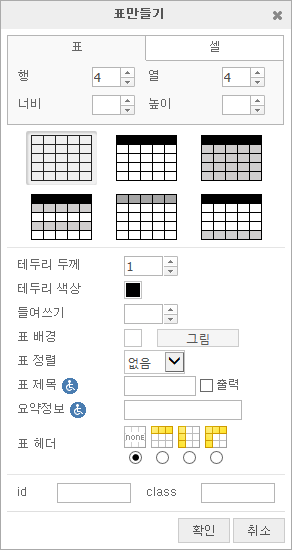 표만들기
표 셀
행 4 열 4
너비 높이
테두리 두께 1
테두리 색상
들여쓰기
표 배경 그림
표 정렬 없음
표 제목 출력
요약정보
표 헤더 NONE
id class
확인 취소